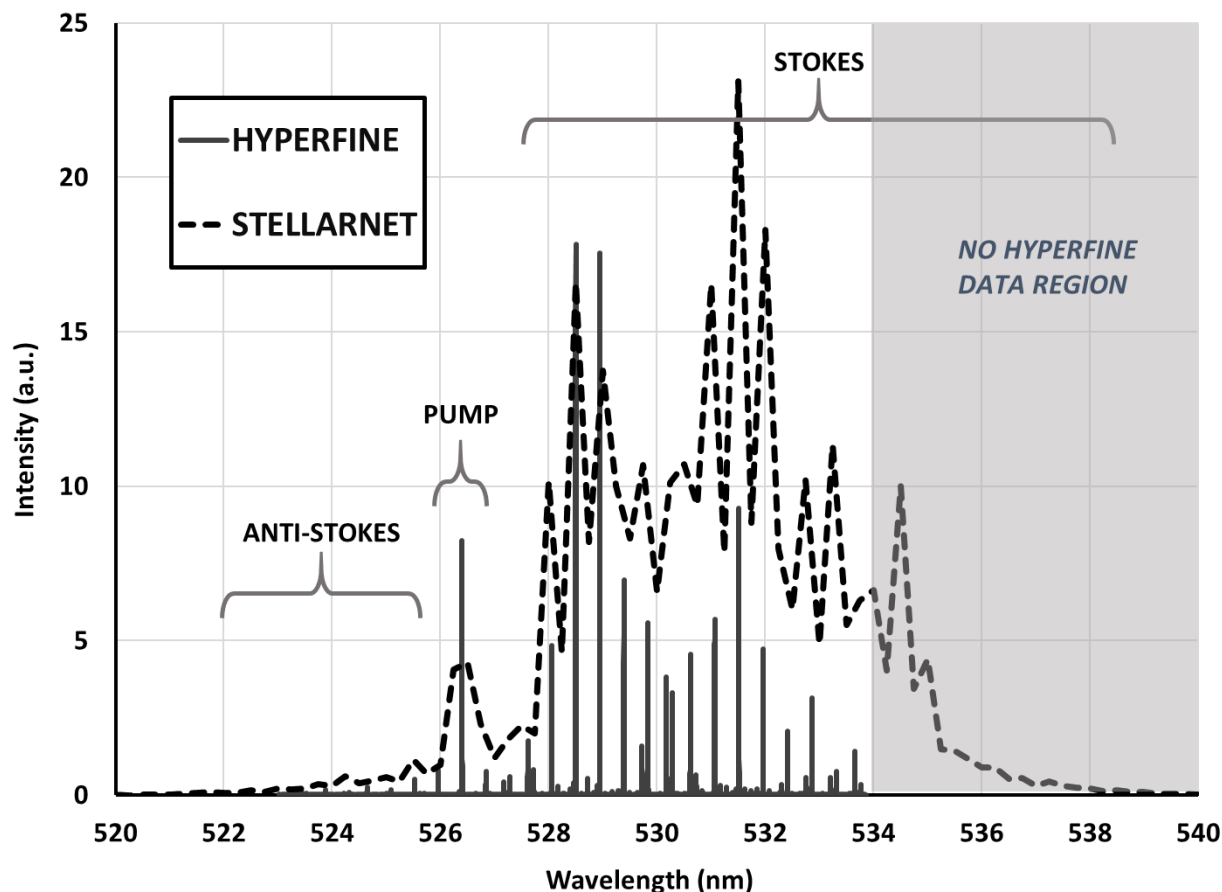 25
20
15
10
5
0
Intensity (a.u.)
HYPERFINE
STELLARNET
STOKES
PUMP
ANTI-STOKES
NO HYPERFINE
DATA REGION
520 522 524 526 528 530 532 534 536 538 540
Wavelength (nm)